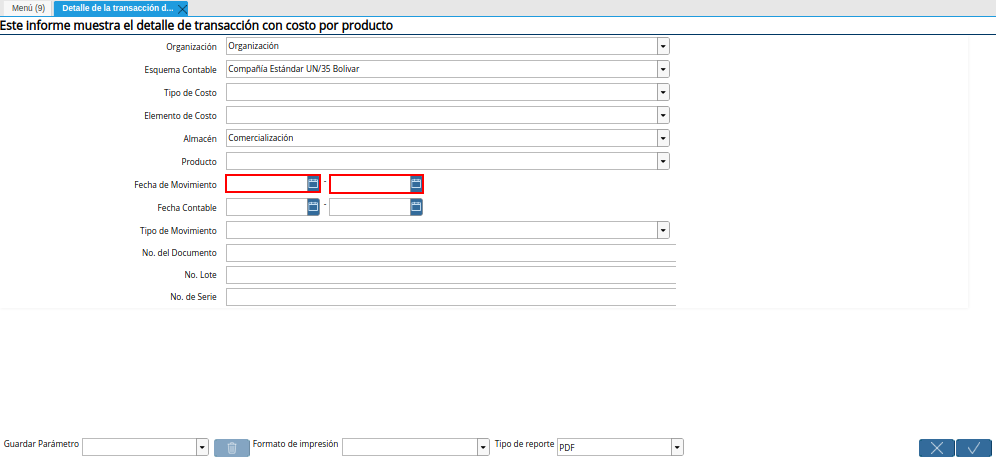 Menú (9) Detalle de la transacción d...
Este Informe muestra el detalle de transacción con costo por producto
Organización Organización
Esquema Contable Compañía Estándar UN/35 Bolívar
Tipo de Costo
Elemento de Costo
Almacén Comercialización
Producto
Fecha de Movimiento -
Fecha Contable -
Tipo de Movimiento
No. del Documento
No. Lote
No. de Serie
Guardar Parámetro Formato de impresión Tipo de reporte PDF